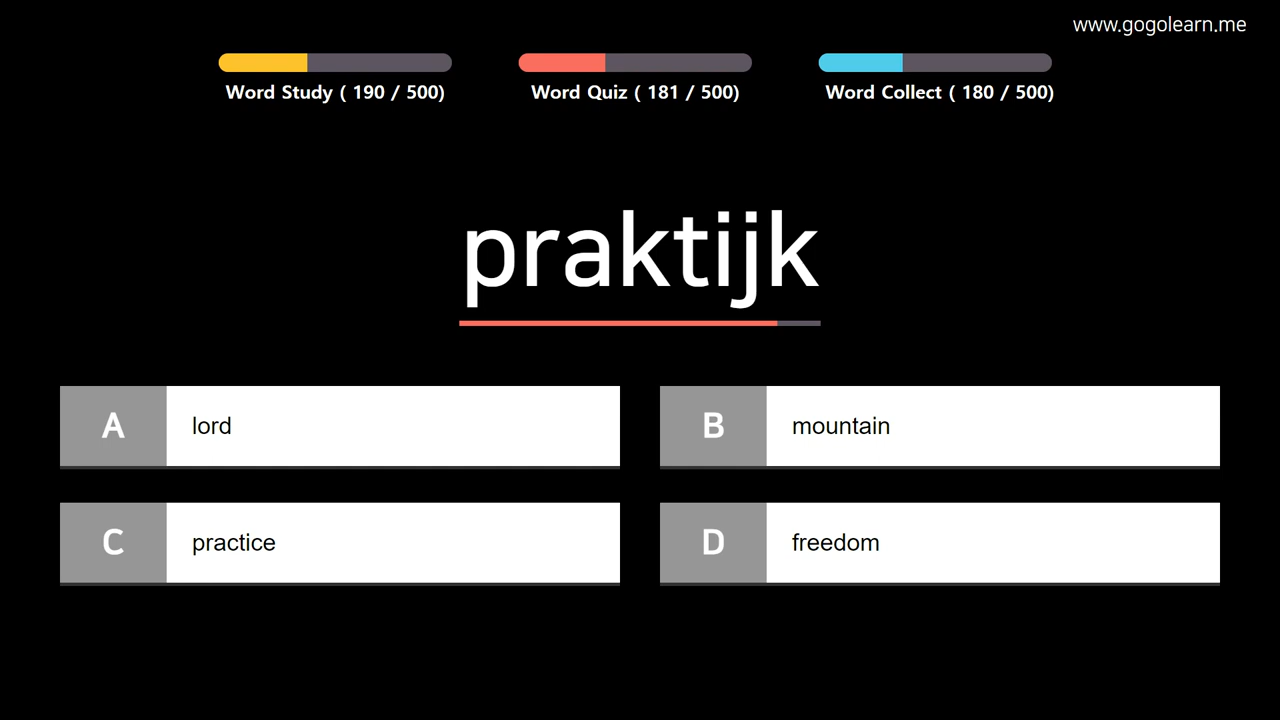 www.gogolearn.me
Word Study ( 190 / 500)
Word Quiz ( 181 / 500)
Word Collect ( 180 / 500)
praktijk
A lord
B mountain
C practice
D freedom